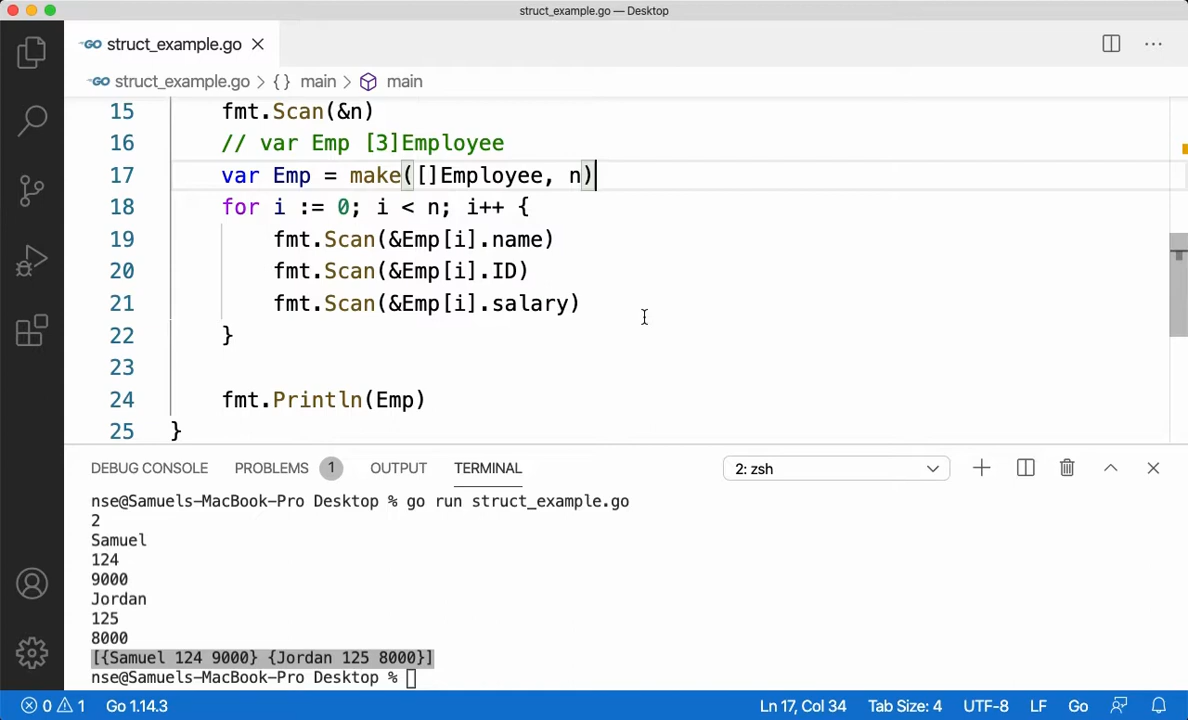 struct_example.go — Desktop
GO struct_example.go
GO struct_example.go > {} main > main
15 fmt.Scan(&n)
16 // var Emp [3]Employee
17 var Emp = make([]Employee, n)
18 for i := 0; i < n; i++ {
19 fmt.Scan(&Emp[i].name)
20 fmt.Scan(&Emp[i].ID)
21 fmt.Scan(&Emp[i].salary)
22 }
23
24 fmt.Println(Emp)
25 }
DEBUG CONSOLE PROBLEMS 1 OUTPUT TERMINAL 2: zsh
nse@Samuels-MacBook-Pro Desktop % go run struct_example.go
2
Samuel
124
9000
Jordan
125
8000
[{Samuel 124 9000} {Jordan 125 8000}]
nse@Samuels-MacBook-Pro Desktop %
0 1 Go 1.14.3 Ln 17, Col 34 Tab Size: 4 UTF-8 LF Go